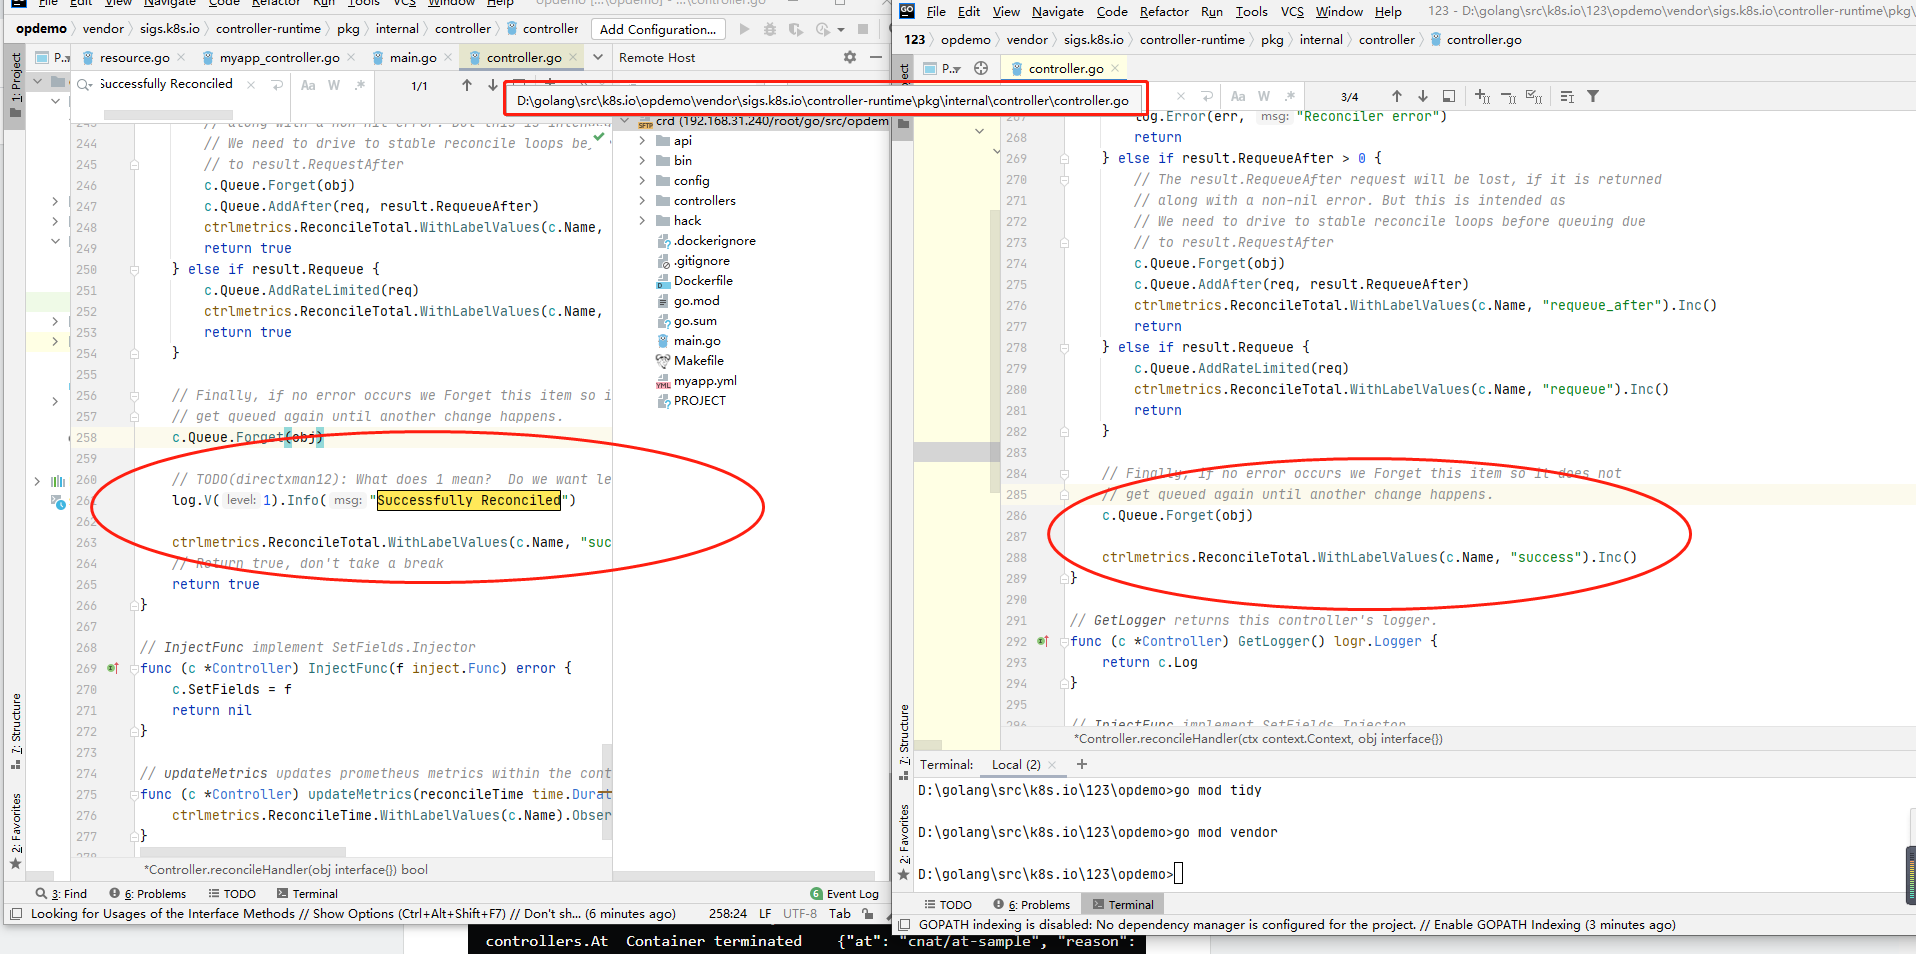 Edit View Navigate Code Refactor Run Tools VCS Window Help opdemo [...\opdemo] - ...\controller.go
opdemo vendor sigs.k8s.io controller-runtime pkg internal controller controller Add Configuration...
1: Project P... resource.go myapp_controller.go main.go controller.go
Successfully Reconciled Aa W .* 1/1
244 // We need to drive to stable reconcile loops be
245 // to result.RequestAfter
246 c.Queue.Forget(obj)
247 c.Queue.AddAfter(req, result.RequeueAfter)
248 ctrlmetrics.ReconcileTotal.WithLabelValues(c.Name,
249 return true
250 } else if result.Requeue {
251 c.Queue.AddRateLimited(req)
252 ctrlmetrics.ReconcileTotal.WithLabelValues(c.Name,
253 return true
254 }
255
256 // Finally, if no error occurs we Forget this item so i
257 // get queued again until another change happens.
258 c.Queue.Forget(obj)
259
260 // TODO(directxman12): What does 1 mean?  Do we want le
261 log.V( level: 1).Info( msg: "Successfully Reconciled")
262
263 ctrlmetrics.ReconcileTotal.WithLabelValues(c.Name, "suc
264 // Return true, don't take a break
265 return true
266 }
267
268 // InjectFunc implement SetFields.Injector
269 func (c *Controller) InjectFunc(f inject.Func) error {
270 c.SetFields = f
271 return nil
272 }
273
274 // updateMetrics updates prometheus metrics within the cont
275 func (c *Controller) updateMetrics(reconcileTime time.Durat
276 ctrlmetrics.ReconcileTime.WithLabelValues(c.Name).Obser
277 }
*Controller.reconcileHandler(obj interface{}) bool
7: Structure
2: Favorites
3: Find 6: Problems TODO Terminal 6 Event Log
Looking for Usages of the Interface Methods // Show Options (Ctrl+Alt+Shift+F7) // Don't sh... (6 minutes ago) 258:24 LF UTF-8 Tab
Remote Host
D:\golang\src\k8s.io\opdemo\vendor\sigs.k8s.io\controller-runtime\pkg\internal\controller\controller.go
crd (192.168.31.240/root/go/src/opdem
api
bin
config
controllers
hack
.dockerignore
.gitignore
Dockerfile
go.mod
go.sum
main.go
Makefile
myapp.yml
PROJECT
GO File Edit View Navigate Code Refactor Run Tools VCS Window Help 123 - D:\golang\src\k8s.io\123\opdemo\vendor\sigs.k8s.io\controller-runtime\pkg\
123 opdemo vendor sigs.k8s.io controller-runtime pkg internal controller controller.go
P... controller.go
Aa W .* 3/4
267 log.Error(err, msg: "Reconciler error")
268 return
269 } else if result.RequeueAfter > 0 {
270 // The result.RequeueAfter request will be lost, if it is returned
271 // along with a non-nil error. But this is intended as
272 // We need to drive to stable reconcile loops before queuing due
273 // to result.RequestAfter
274 c.Queue.Forget(obj)
275 c.Queue.AddAfter(req, result.RequeueAfter)
276 ctrlmetrics.ReconcileTotal.WithLabelValues(c.Name, "requeue_after").Inc()
277 return
278 } else if result.Requeue {
279 c.Queue.AddRateLimited(req)
280 ctrlmetrics.ReconcileTotal.WithLabelValues(c.Name, "requeue").Inc()
281 return
282 }
283
284 // Finally, if no error occurs we Forget this item so it does not
285 // get queued again until another change happens.
286 c.Queue.Forget(obj)
287
288 ctrlmetrics.ReconcileTotal.WithLabelValues(c.Name, "success").Inc()
289 }
290
291 // GetLogger returns this controller's logger.
292 func (c *Controller) GetLogger() logr.Logger {
293 return c.Log
294 }
295
296 // InjectFunc implement SetFields.Injector
*Controller.reconcileHandler(ctx context.Context, obj interface{})
7: Structure
2: Favorites
Terminal: Local (2) +
D:\golang\src\k8s.io\123\opdemo>go mod tidy
D:\golang\src\k8s.io\123\opdemo>go mod vendor
D:\golang\src\k8s.io\123\opdemo>
TODO 6: Problems Terminal
GOPATH indexing is disabled: No dependency manager is configured for the project. // Enable GOPATH Indexing (3 minutes ago)
controllers.At  Container terminated    {"at": "cnat/at-sample", "reason":